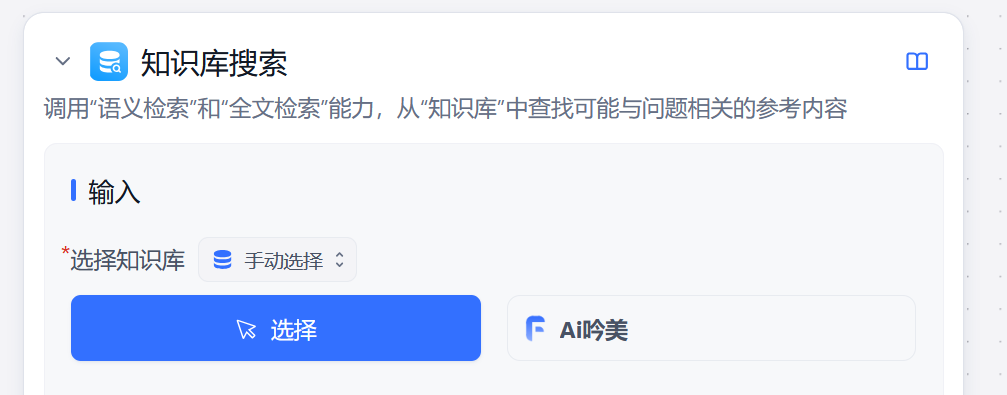 知识库搜索
调用“语义检索”和“全文检索”能力，从“知识库”中查找可能与问题相关的参考内容
输入
*选择知识库 手动选择
选择 Ai吟美